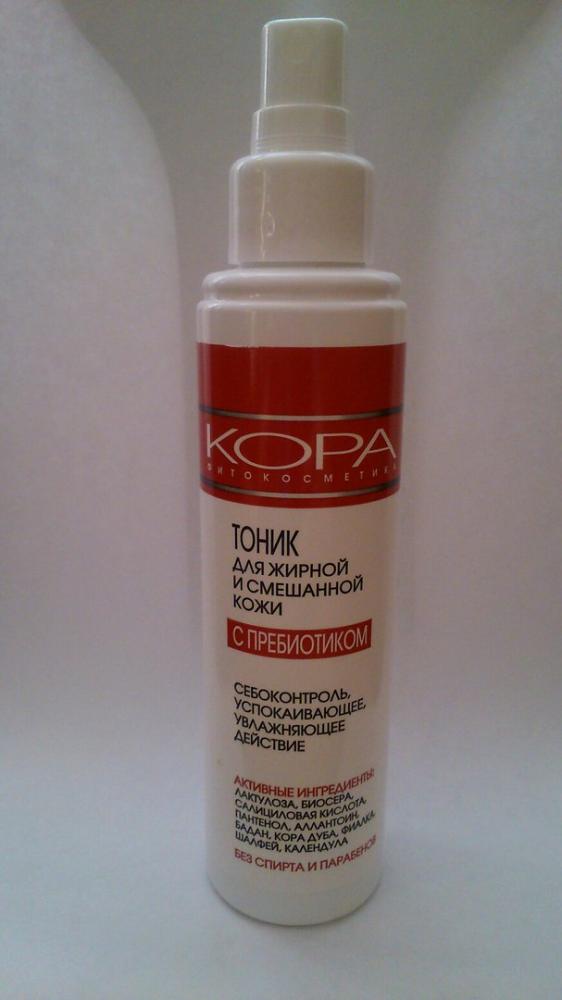 КОРА
ФИТОКОСМЕТИКА
ТОНИК
ДЛЯ ЖИРНОЙ
И СМЕШАННОЙ
КОЖИ
С ПРЕБИОТИКОМ
СЕБОКОНТРОЛЬ,
УСПОКАИВАЮЩЕЕ,
УВЛАЖНЯЮЩЕЕ
ДЕЙСТВИЕ
АКТИВНЫЕ ИНГРЕДИЕНТЫ:
ЛАКТУЛОЗА, БИОСЕРА,
САЛИЦИЛОВАЯ КИСЛОТА,
ПАНТЕНОЛ, АЛЛАНТОИН,
БАДАН, КОРА ДУБА, ФИАЛКА,
ШАЛФЕЙ, КАЛЕНДУЛА
БЕЗ СПИРТА И ПАРАБЕНОВ